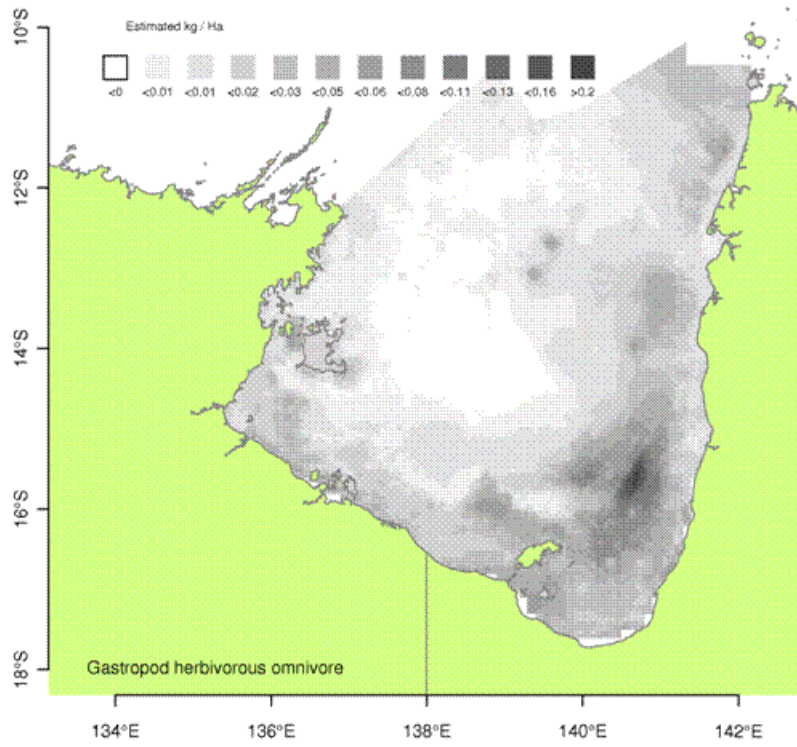 Estimated kg / Ha
<0 <0.01 <0.01 <0.02 <0.03 <0.05 <0.06 <0.08 <0.11 <0.13 <0.16 >0.2
10°S
12°S
14°S
16°S
18°S
Gastropod herbivorous omnivore
134°E 136°E 138°E 140°E 142°E